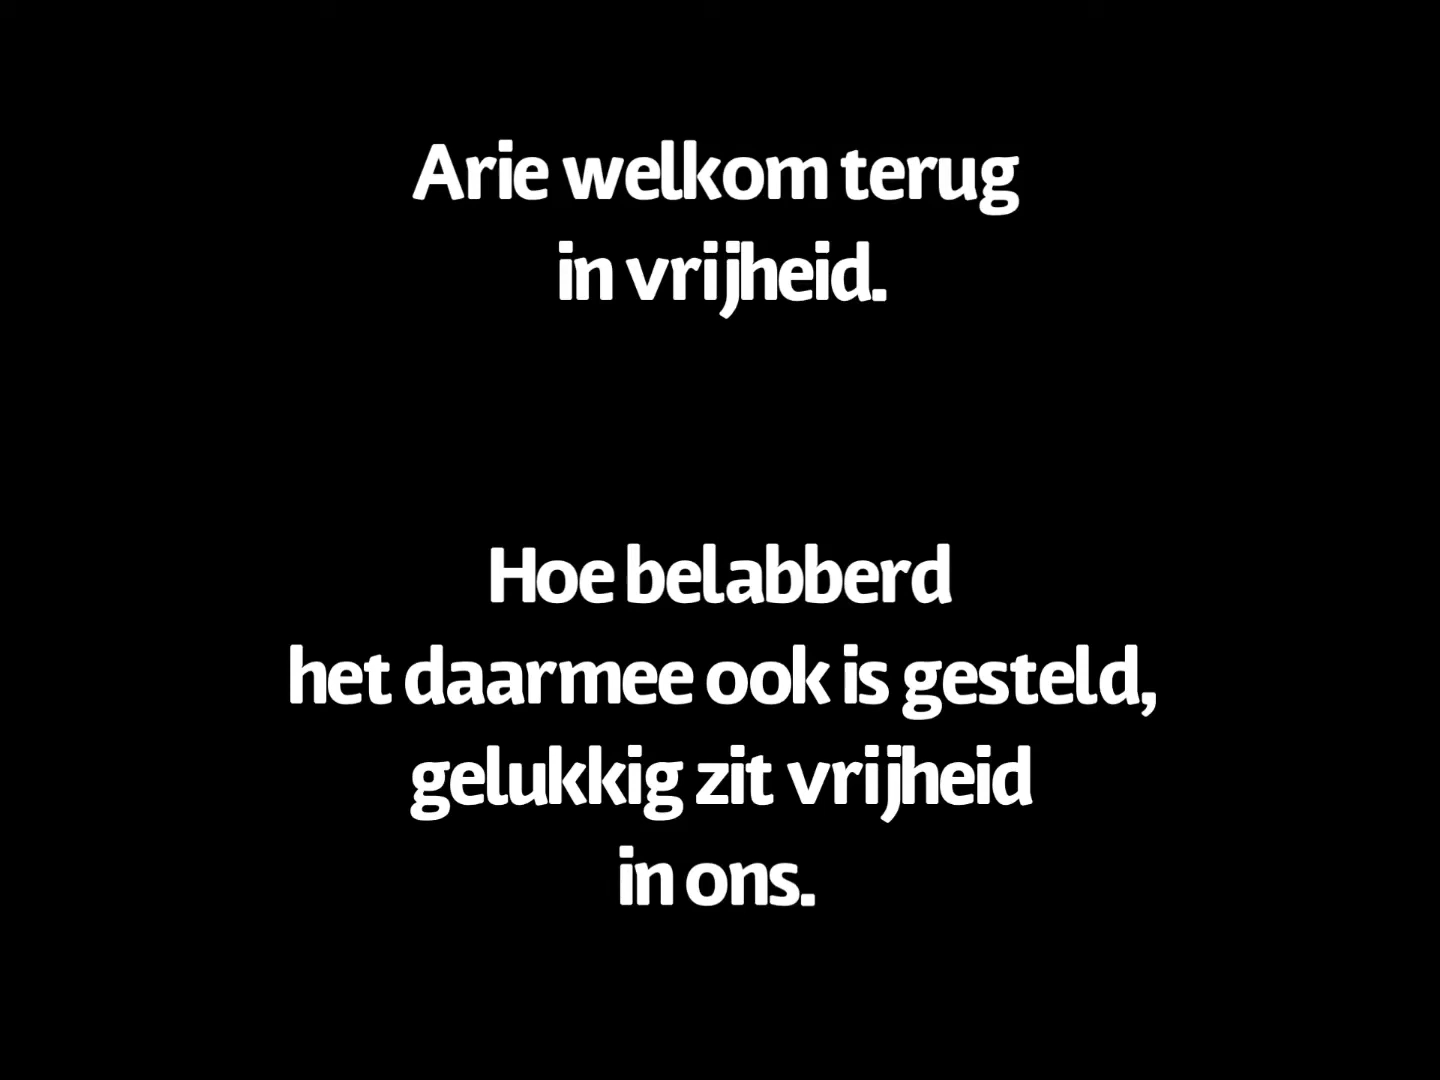 Arie welkom terug
in vrijheid.
Hoe belabberd
het daarmee ook is gesteld,
gelukkig zit vrijheid
in ons.